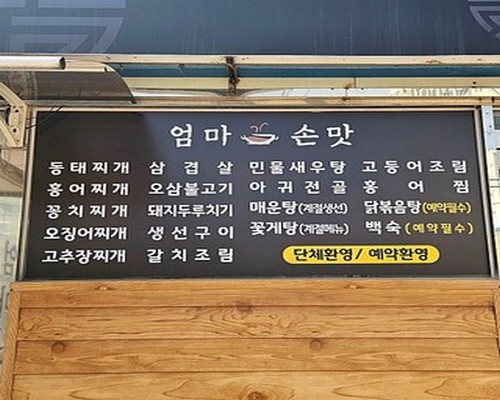 엄마 손맛
동태찌개 삼겹살 민물새우탕 고등어조림
홍어찌개 오삼불고기 아귀전골 홍어찜
꽁치찌개 돼지두루치기 매운탕(계절생선) 닭볶음탕(예약필수)
오징어찌개 생선구이 꽃게탕(계절메뉴) 백숙(예약필수)
고추장찌개 갈치조림 단체환영/예약환영